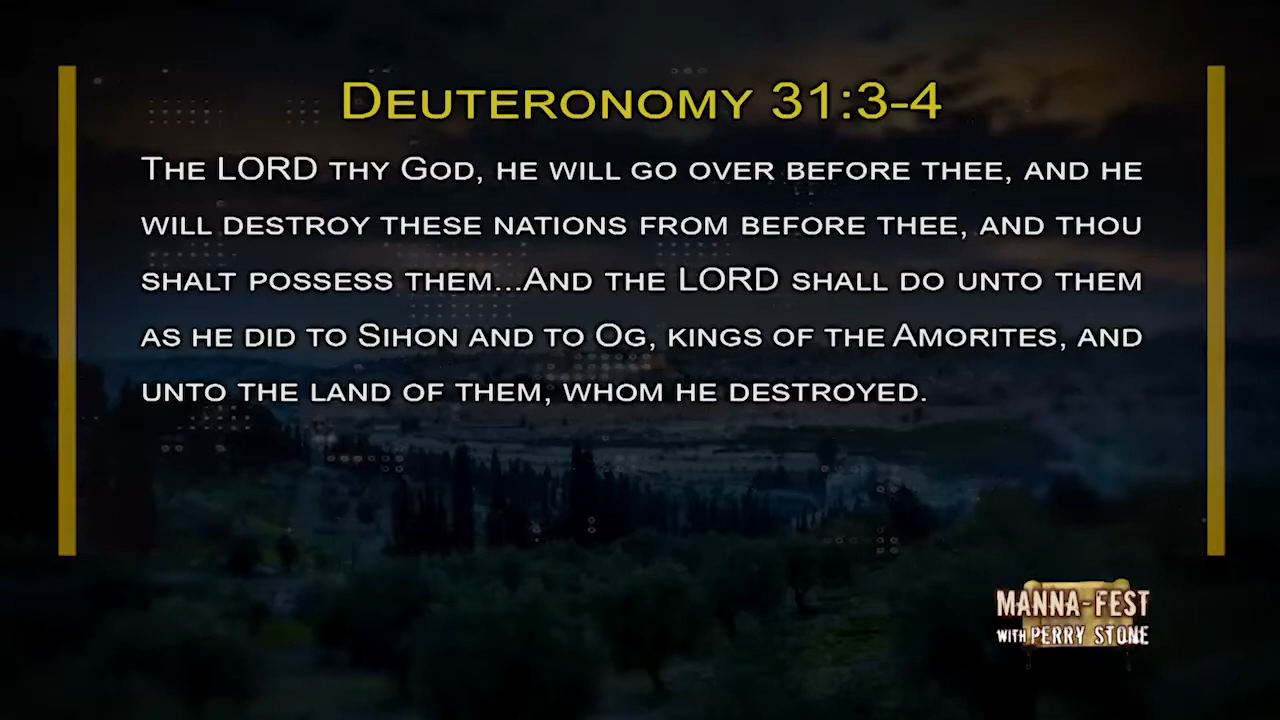 Deuteronomy 31:3-4
The LORD thy God, he will go over before thee, and he
will destroy these nations from before thee, and thou
shalt possess them...And the LORD shall do unto them
as he did to Sihon and to Og, kings of the Amorites, and
unto the land of them, whom he destroyed.
MANNA-FEST
WITH PERRY STONE